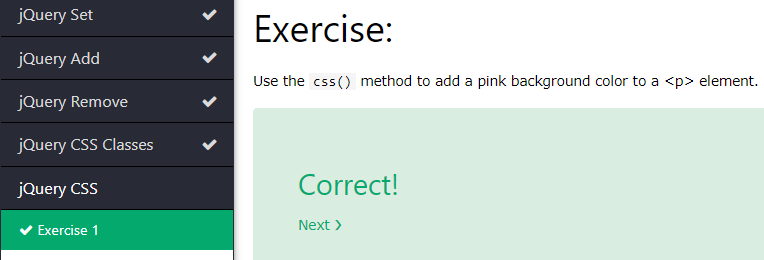 jQuery Set
jQuery Add
jQuery Remove
jQuery CSS Classes
jQuery CSS
Exercise 1
Exercise:
Use the css() method to add a pink background color to a <p> element.
Correct!
Next ❯